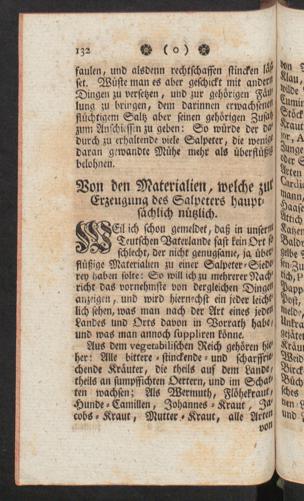 132 ❀ (o) ❀
faulen, und alsdenn rechtschaffen stincken läß
set. Wüste man es aber geschickt mit andern
Dingen zu versetzen, und zur gehörigen Fäu
lung zu bringen, dem darinnen erwachsenen
flüchtigem Saltz aber seinen gehörigen Zusatz
zum Anschiessen zu geben: So würde der da
durch zu erhaltende viele Salpeter, die wenige
daran gewandte Mühe mehr als überflüßig
belohnen.
Von den Materialien, welche zur
Erzeugung des Salpeters haupt-
sächlich nützlich.
WEil ich schon gemeldet, daß in unserm
Teutschen Vaterlande fast kein Ort so
schlecht, der nicht genugsame, ja über
flüßige Materialien zu einer Salpeter-Siede
rey haben solte: So will ich zu mehrerer Nach
richt das vornehmste von dergleichen Dingen
anzeigen, und wird hiernechst ein jeder leicht
lich sehen, was man nach der Art eines jeden
Landes und Orts davon in Vorrath habe,
und was man annoch suppliren könne.
Aus dem vegetabilischen Reich gehören hie
her: Alle bittere-stinckende- und scharffrie
chende Kräuter, die theils auf dem Lande,
theils an sumpffichten Oertern, und im Schat
ten wachsen; Als Wermuth, Flöhekraut,
Hunde-Camillen, Johannes-Kraut, Ja
cobs-Kraut, Mutter-Kraut, alle Arten
von